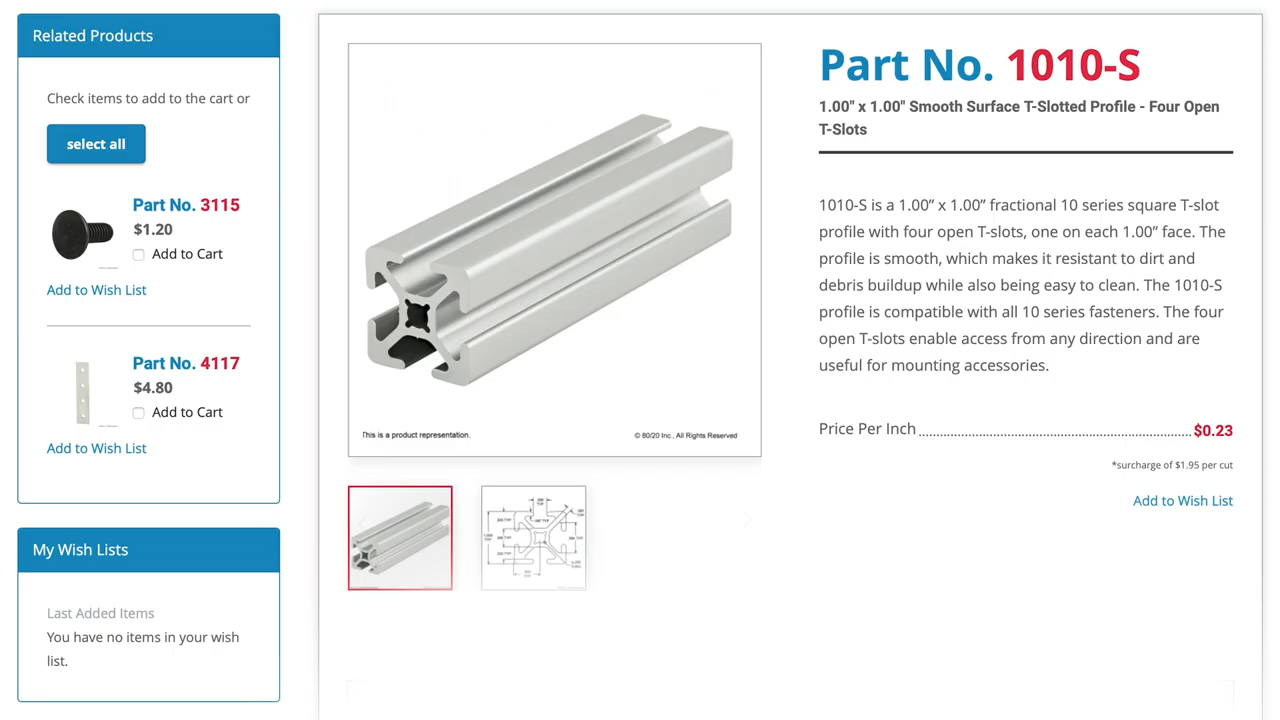 Related Products
Check items to add to the cart or
select all
Part No. 3115
$1.20
Add to Cart
Add to Wish List
Part No. 4117
$4.80
Add to Cart
Add to Wish List
My Wish Lists
Last Added Items
You have no items in your wish
list.
This is a product representation.
© 80/20 Inc., All Rights Reserved
Part No. 1010-S
1.00" x 1.00" Smooth Surface T-Slotted Profile - Four Open
T-Slots
1010-S is a 1.00” x 1.00” fractional 10 series square T-slot
profile with four open T-slots, one on each 1.00” face. The
profile is smooth, which makes it resistant to dirt and
debris buildup while also being easy to clean. The 1010-S
profile is compatible with all 10 series fasteners. The four
open T-slots enable access from any direction and are
useful for mounting accessories.
Price Per Inch $0.23
*surcharge of $1.95 per cut
Add to Wish List